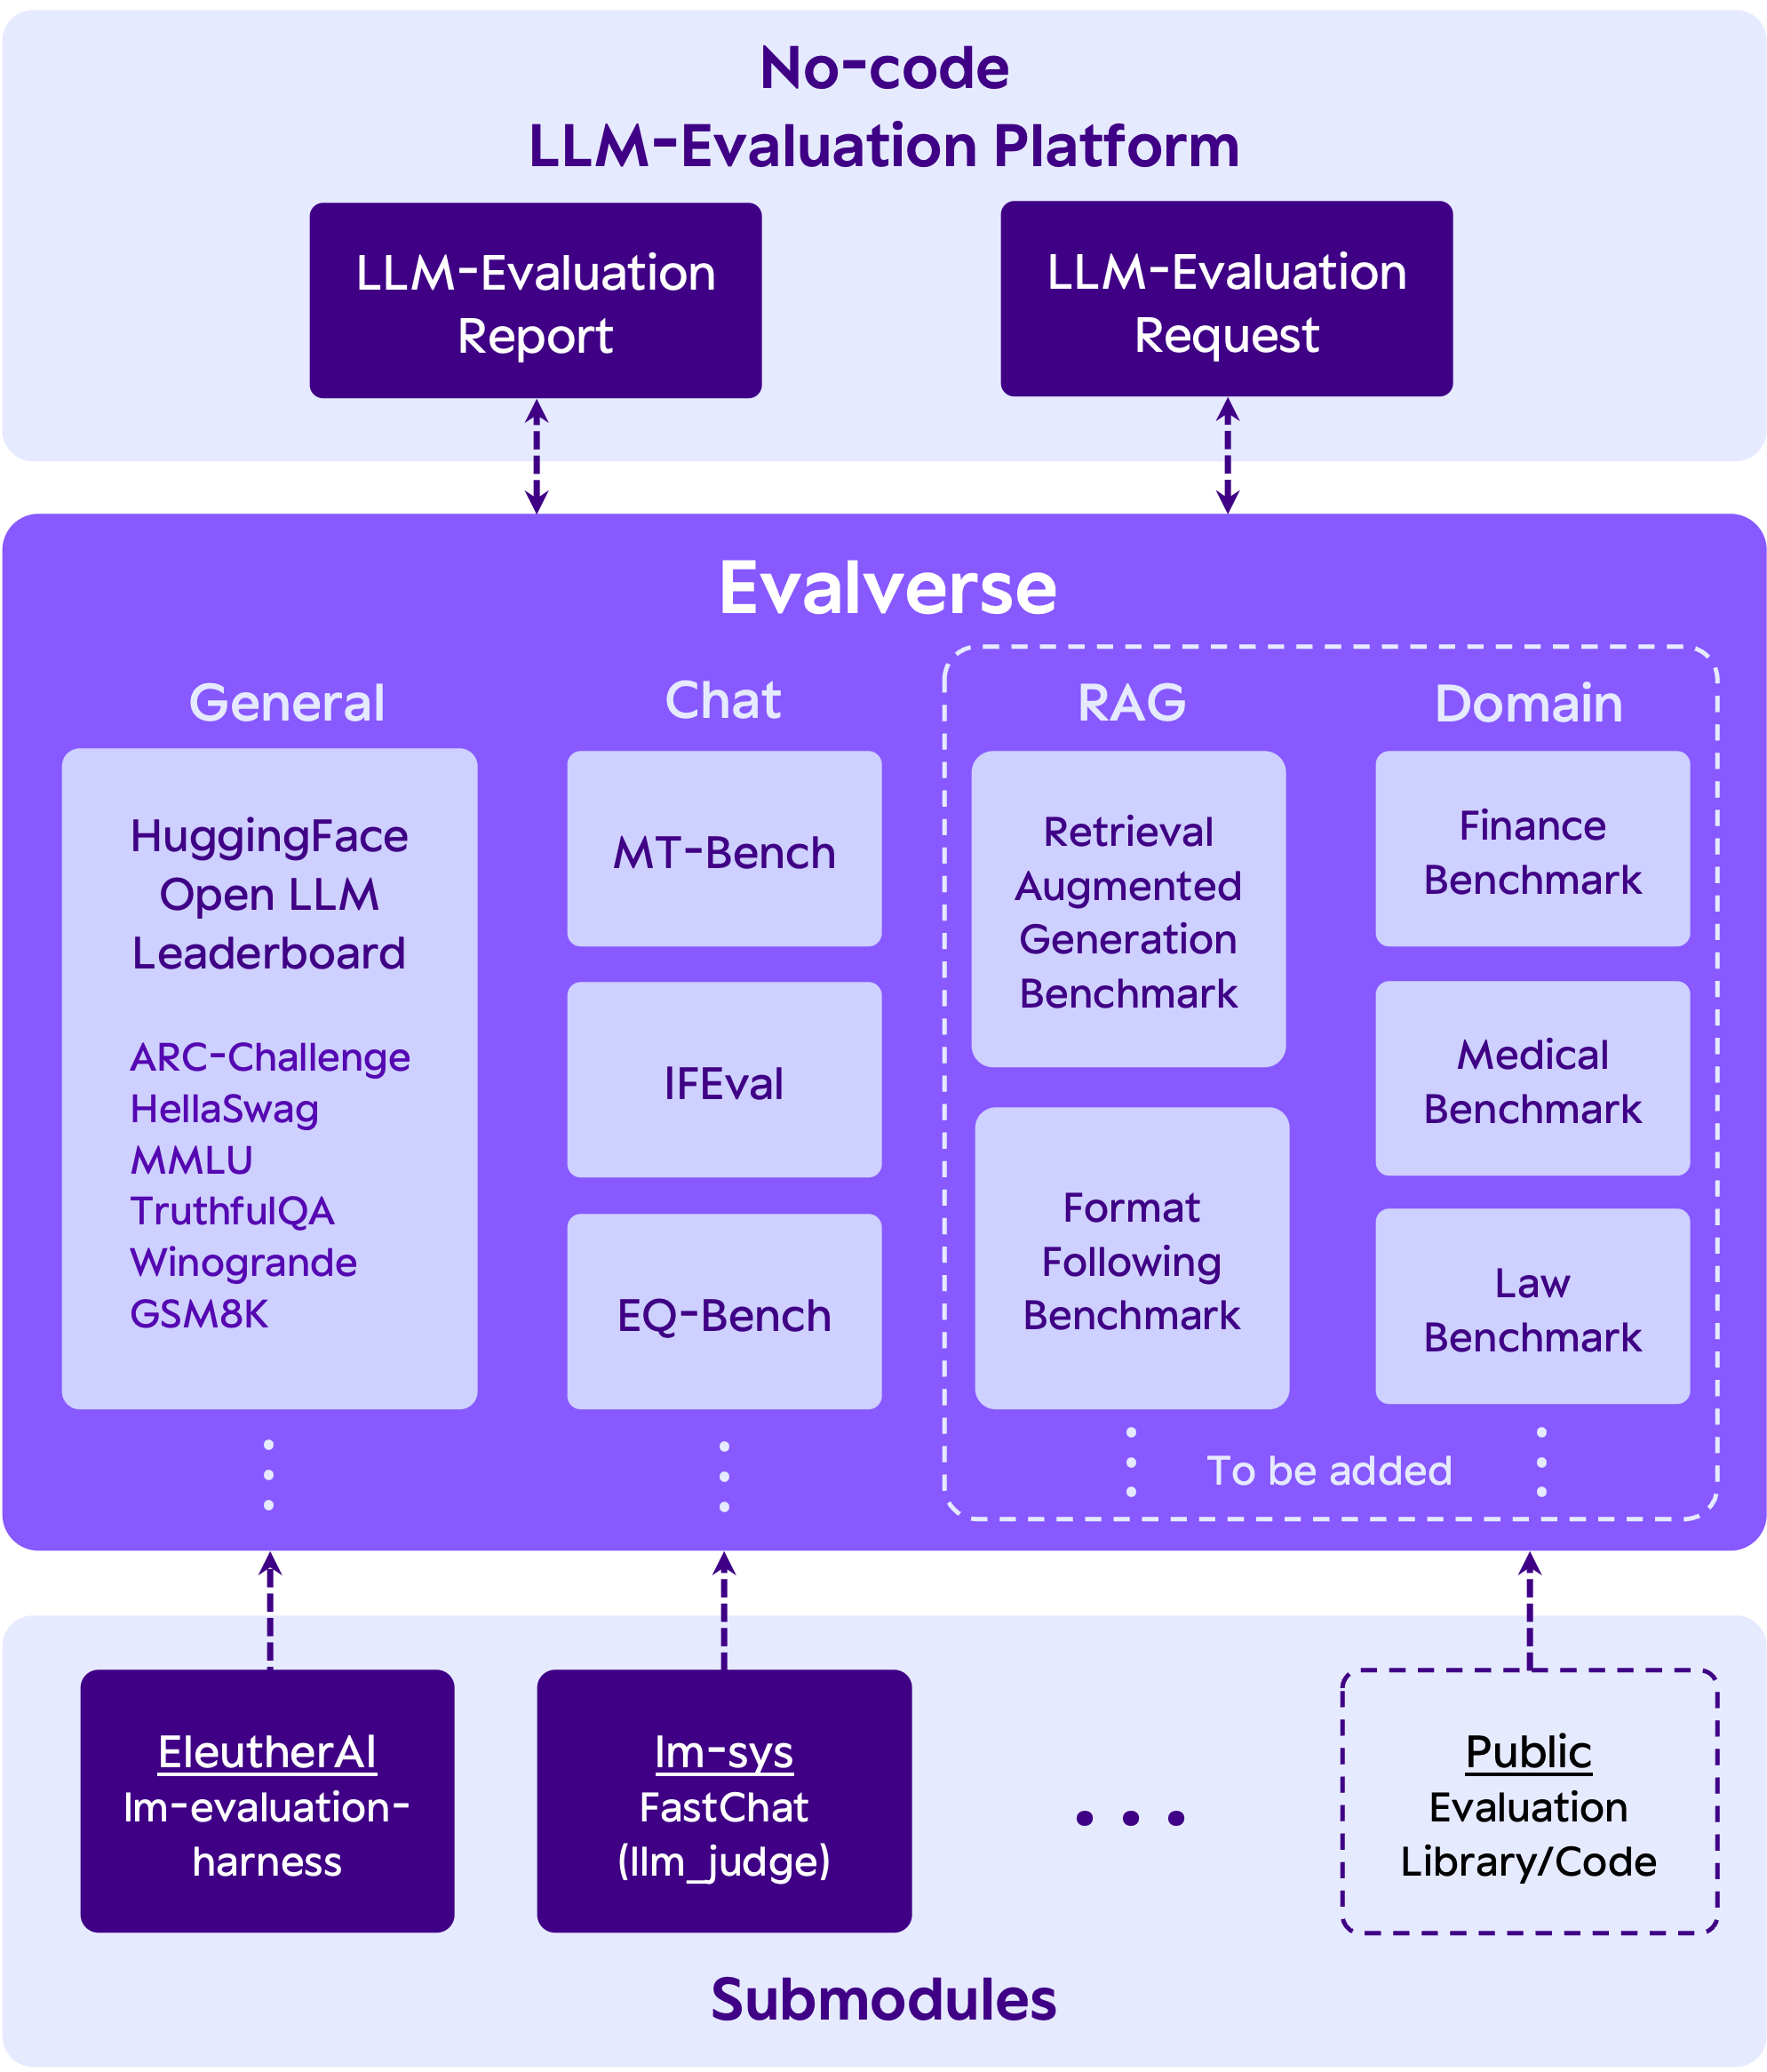 No-code
LLM-Evaluation Platform
LLM-Evaluation
Report
LLM-Evaluation
Request
Evalverse
General
HuggingFace
Open LLM
Leaderboard
ARC-Challenge
HellaSwag
MMLU
TruthfulQA
Winogrande
GSM8K
Chat
MT-Bench
IFEval
EQ-Bench
RAG
Retrieval
Augmented
Generation
Benchmark
Format
Following
Benchmark
Domain
Finance
Benchmark
Medical
Benchmark
Law
Benchmark
To be added
EleutherAI
lm-evaluation-
harness
lm-sys
FastChat
(llm_judge)
Public
Evaluation
Library/Code
Submodules